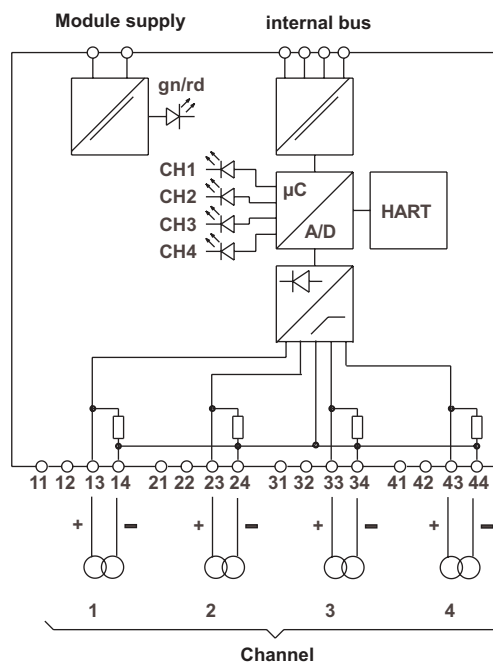 Module supply internal bus
gn/rd
CH1
CH2
CH3
CH4
µC
A/D
HART
11 12 13 14 21 22 23 24 31 32 33 34 41 42 43 44
+ − + − + − + −
1 2 3 4
Channel